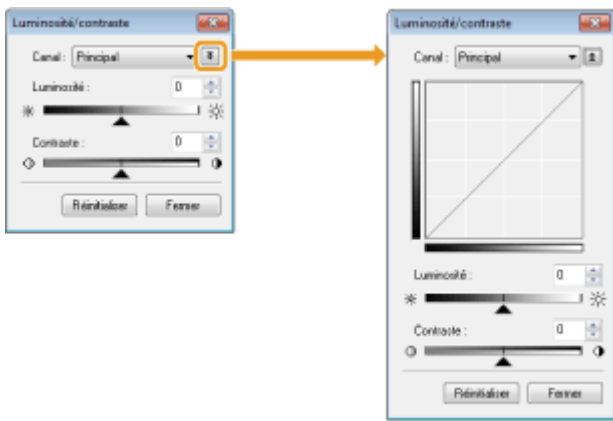 Luminosité/contraste
Canal : Principal
Luminosité : 0
Contraste : 0
Réinitialiser Fermer
Luminosité/contraste
Canal : Principal
Luminosité : 0
Contraste : 0
Réinitialiser Fermer